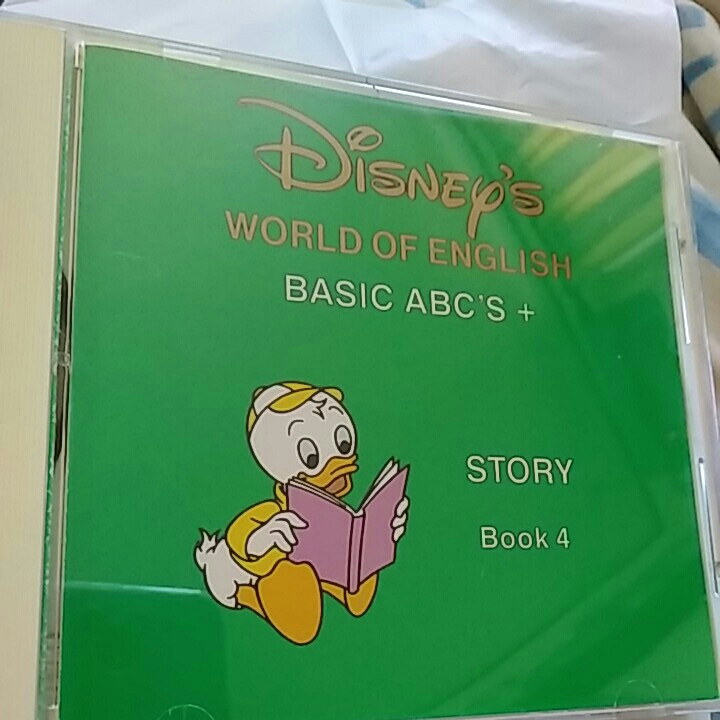 DISNEY'S
WORLD OF ENGLISH
BASIC ABC'S +
STORY
Book 4